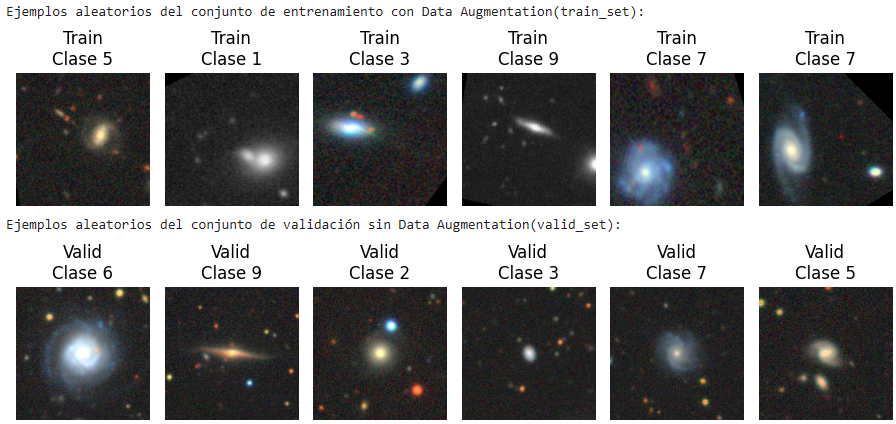 Ejemplos aleatorios del conjunto de entrenamiento con Data Augmentation(train_set):
Train Train Train Train Train Train
Clase 5 Clase 1 Clase 3 Clase 9 Clase 7 Clase 7
Ejemplos aleatorios del conjunto de validación sin Data Augmentation(valid_set):
Valid Valid Valid Valid Valid Valid
Clase 6 Clase 9 Clase 2 Clase 3 Clase 7 Clase 5